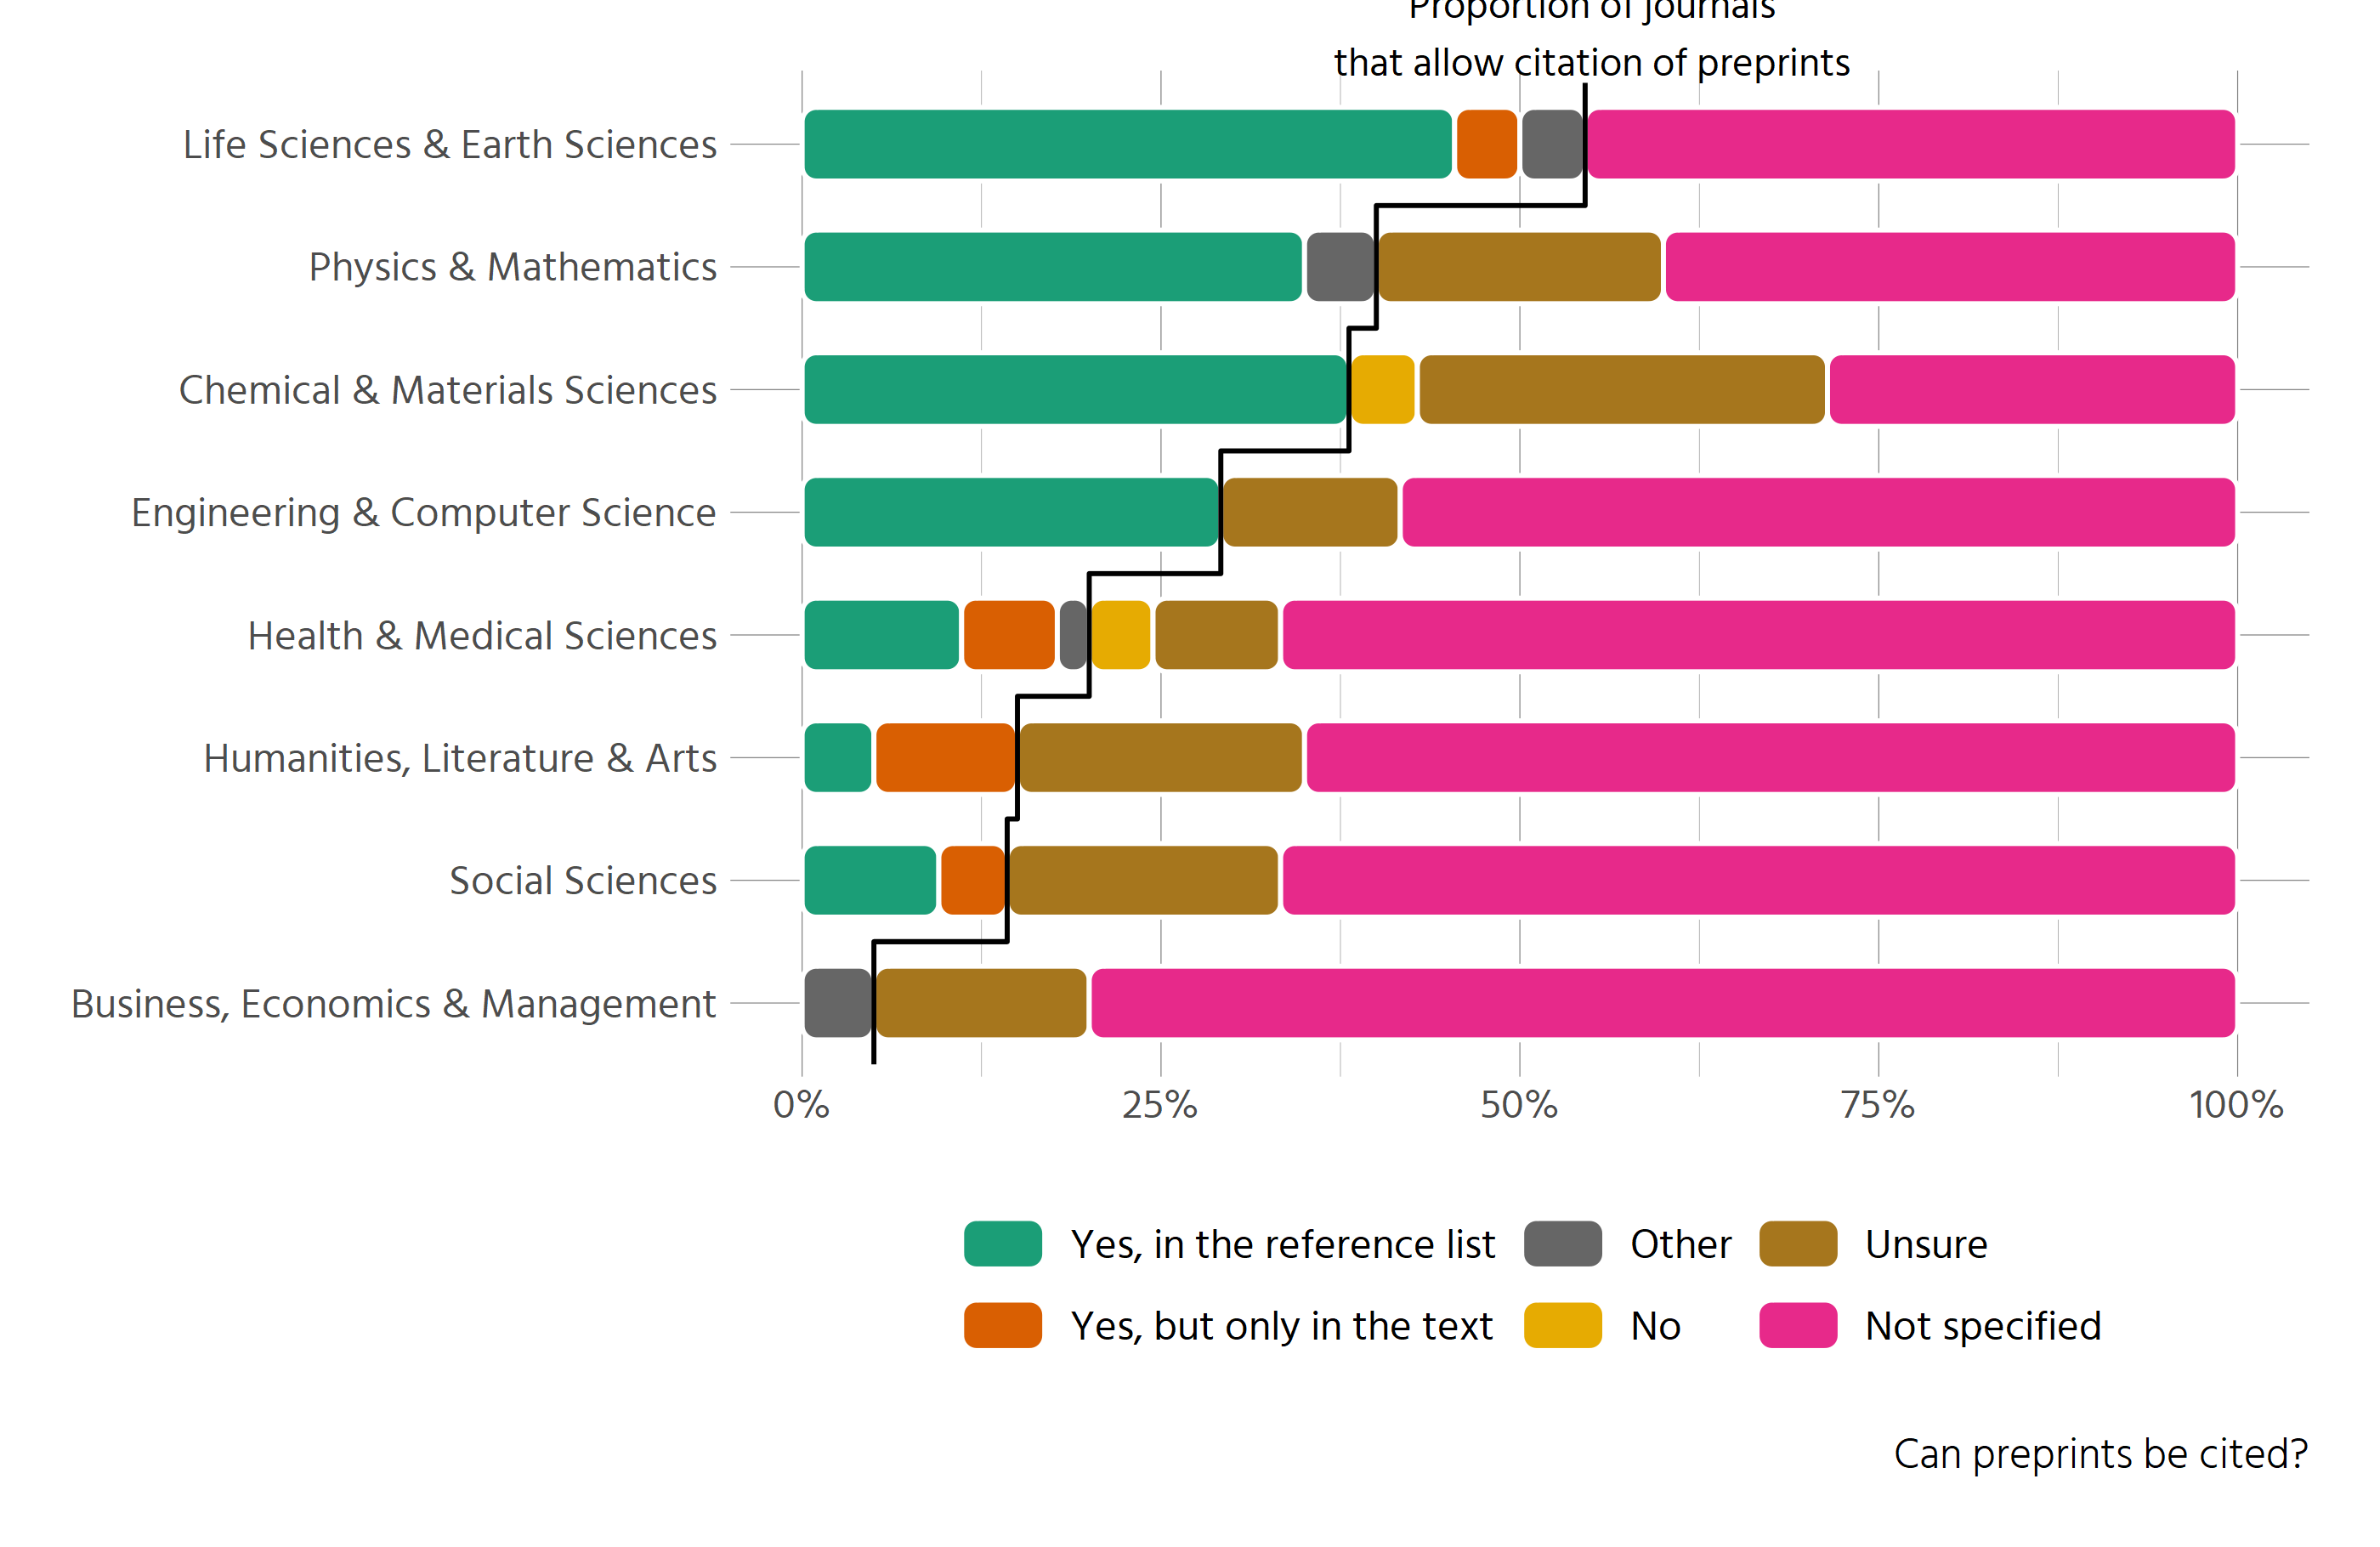 Proportion of journals
that allow citation of preprints
Life Sciences & Earth Sciences
Physics & Mathematics
Chemical & Materials Sciences
Engineering & Computer Science
Health & Medical Sciences
Humanities, Literature & Arts
Social Sciences
Business, Economics & Management
0% 25% 50% 75% 100%
Yes, in the reference list Other Unsure
Yes, but only in the text No Not specified
Can preprints be cited?